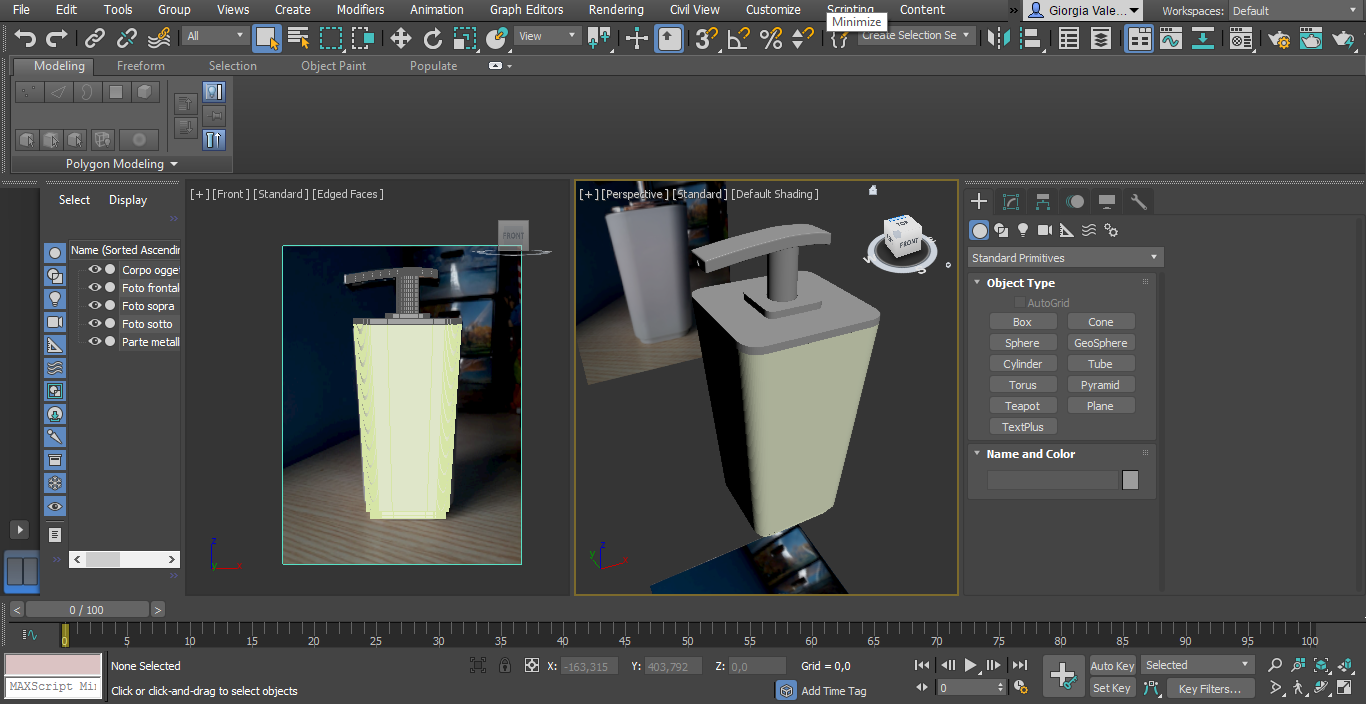 File Edit Tools Group Views Create Modifiers Animation Graph Editors Rendering Civil View Customize Scripting Content Giorgia Vale... Workspaces: Default
Minimize
All View Create Selection Se
Modeling Freeform Selection Object Paint Populate
Polygon Modeling
Select Display
[+] [Front] [Standard] [Edged Faces]
[+] [Perspective] [Standard] [Default Shading]
FRONT
TOP
FRONT
Name (Sorted Ascendin
Corpo ogget
Foto frontal
Foto sopra
Foto sotto
Parte metall
z
y
x
z
y
x
Standard Primitives
Object Type
AutoGrid
Box Cone
Sphere GeoSphere
Cylinder Tube
Torus Pyramid
Teapot Plane
TextPlus
Name and Color
0 / 100
0 5 10 15 20 25 30 35 40 45 50 55 60 65 70 75 80 85 90 95 100
None Selected X: -163,315 Y: 403,792 Z: 0,0 Grid = 0,0 Auto Key Selected
MAXScript Mi
Click or click-and-drag to select objects Add Time Tag 0 Set Key Key Filters...